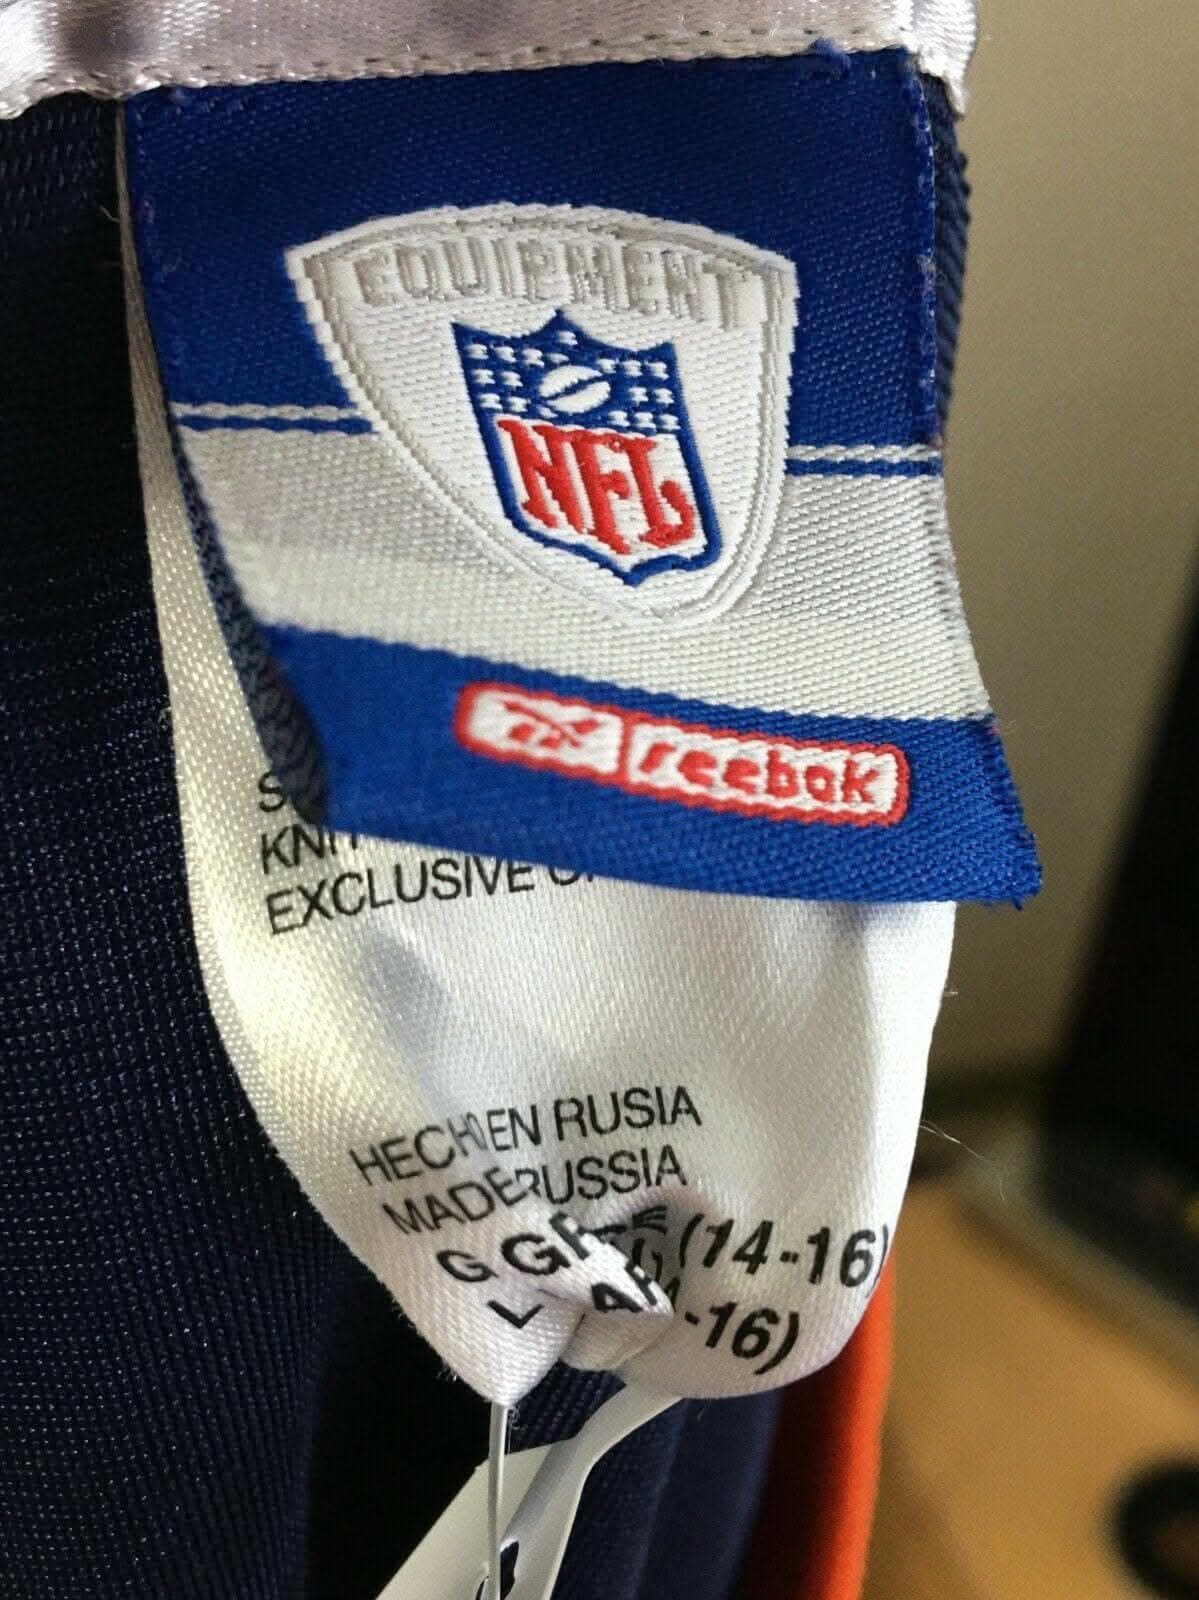 EQUIPMENT
NFL
reebok
EXCLUSIVE
HECHO EN RUSIA
MADE RUSSIA
G (14-16)
L -16)